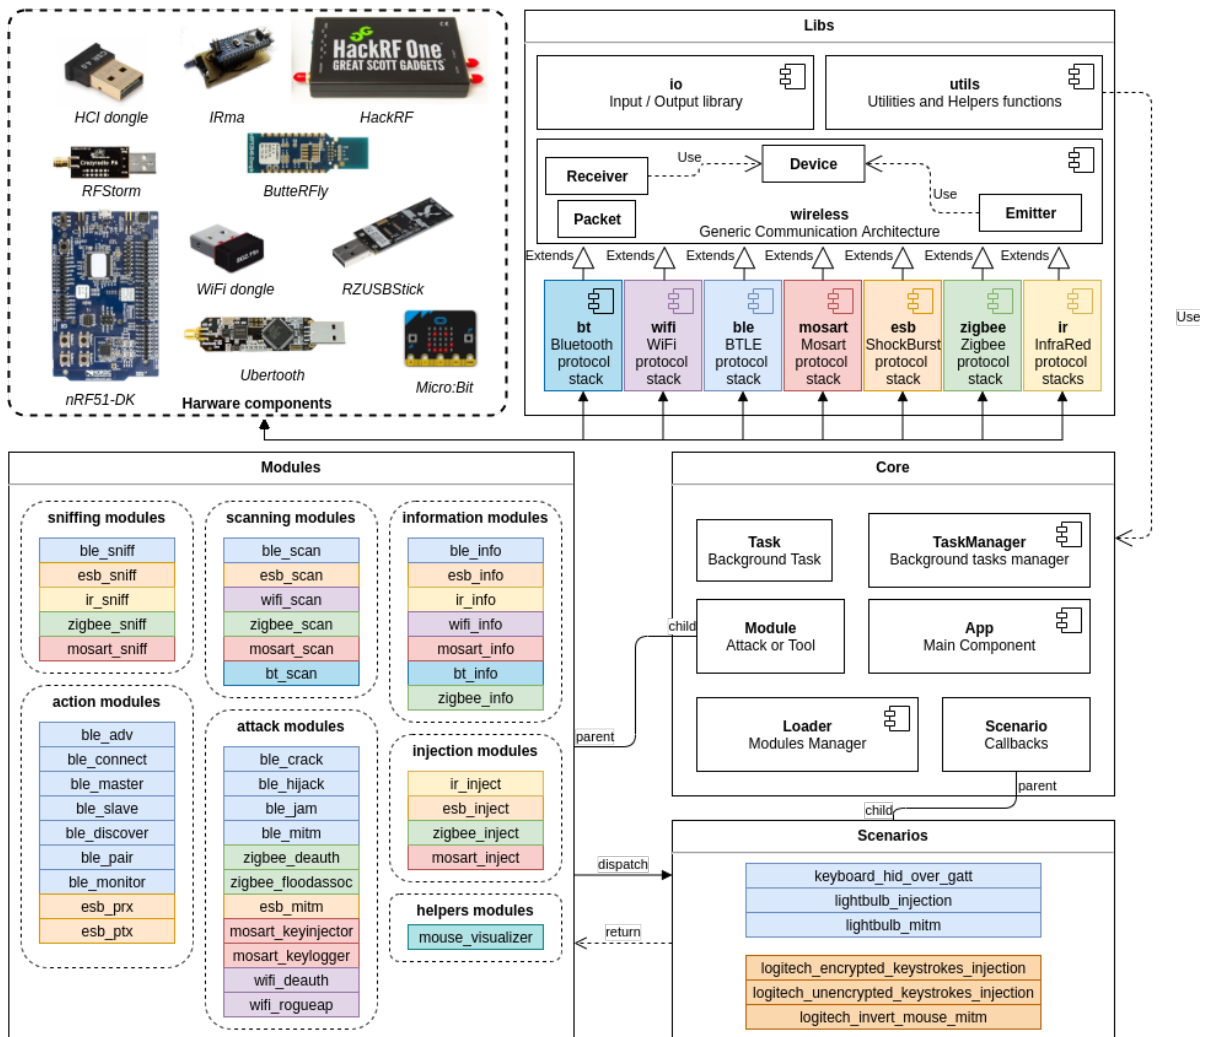 HackRF One
GREAT SCOTT GADGETS
HCI dongle
IRma
HackRF
RFStorm
ButteRFly
nRF51-DK
WiFi dongle
RZUSBStick
Ubertooth
Micro:Bit
Harware components
Libs
io
Input / Output library
utils
Utilities and Helpers functions
Receiver
Use
Device
Packet
Use
Emitter
wireless
Generic Communication Architecture
Extends
Extends
Extends
Extends
Extends
Extends
Extends
bt
Bluetooth
protocol
stack
wifi
WiFi
protocol
stack
ble
BTLE
protocol
stack
mosart
Mosart
protocol
stack
esb
ShockBurst
protocol
stack
zigbee
Zigbee
protocol
stack
ir
InfraRed
protocol
stacks
Use
Modules
sniffing modules
ble_sniff
esb_sniff
ir_sniff
zigbee_sniff
mosart_sniff
scanning modules
ble_scan
esb_scan
wifi_scan
zigbee_scan
mosart_scan
bt_scan
information modules
ble_info
esb_info
ir_info
wifi_info
mosart_info
bt_info
zigbee_info
action modules
ble_adv
ble_connect
ble_master
ble_slave
ble_discover
ble_pair
ble_monitor
esb_prx
esb_ptx
attack modules
ble_crack
ble_hijack
ble_jam
ble_mitm
zigbee_deauth
zigbee_floodassoc
esb_mitm
mosart_keyinjector
mosart_keylogger
wifi_deauth
wifi_rogueap
injection modules
ir_inject
esb_inject
zigbee_inject
mosart_inject
helpers modules
mouse_visualizer
Core
Task
Background Task
TaskManager
Background tasks manager
child
Module
Attack or Tool
App
Main Component
parent
Loader
Modules Manager
Scenario
Callbacks
parent
child
dispatch
return
Scenarios
keyboard_hid_over_gatt
lightbulb_injection
lightbulb_mitm
logitech_encrypted_keystrokes_injection
logitech_unencrypted_keystrokes_injection
logitech_invert_mouse_mitm